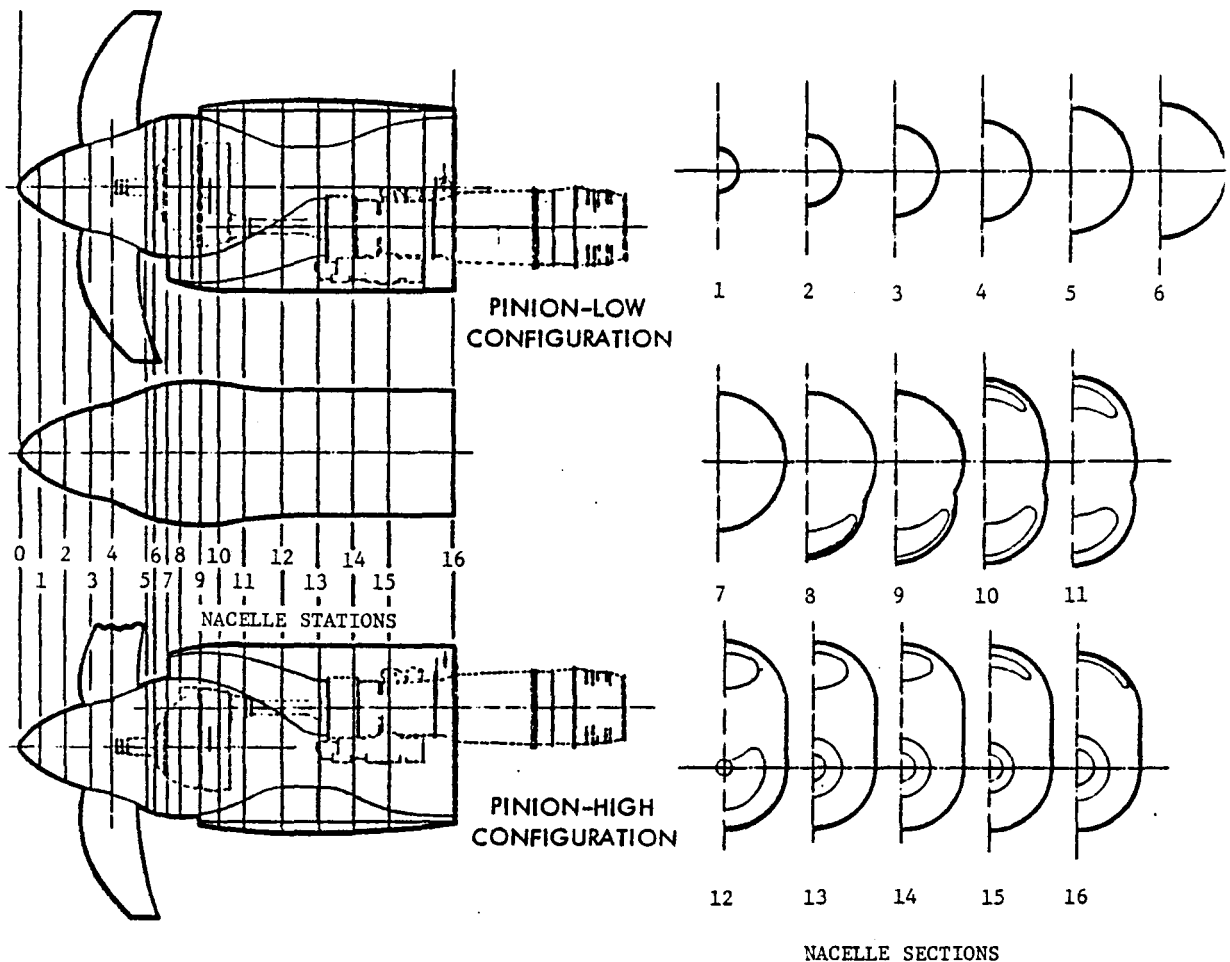 PINION-LOW
CONFIGURATION
0 2 4 6 8 10 12 14 16
1 3 5 7 9 11 13 15
NACELLE STATIONS
PINION-HIGH
CONFIGURATION
1 2 3 4 5 6
7 8 9 10 11
12 13 14 15 16
NACELLE SECTIONS